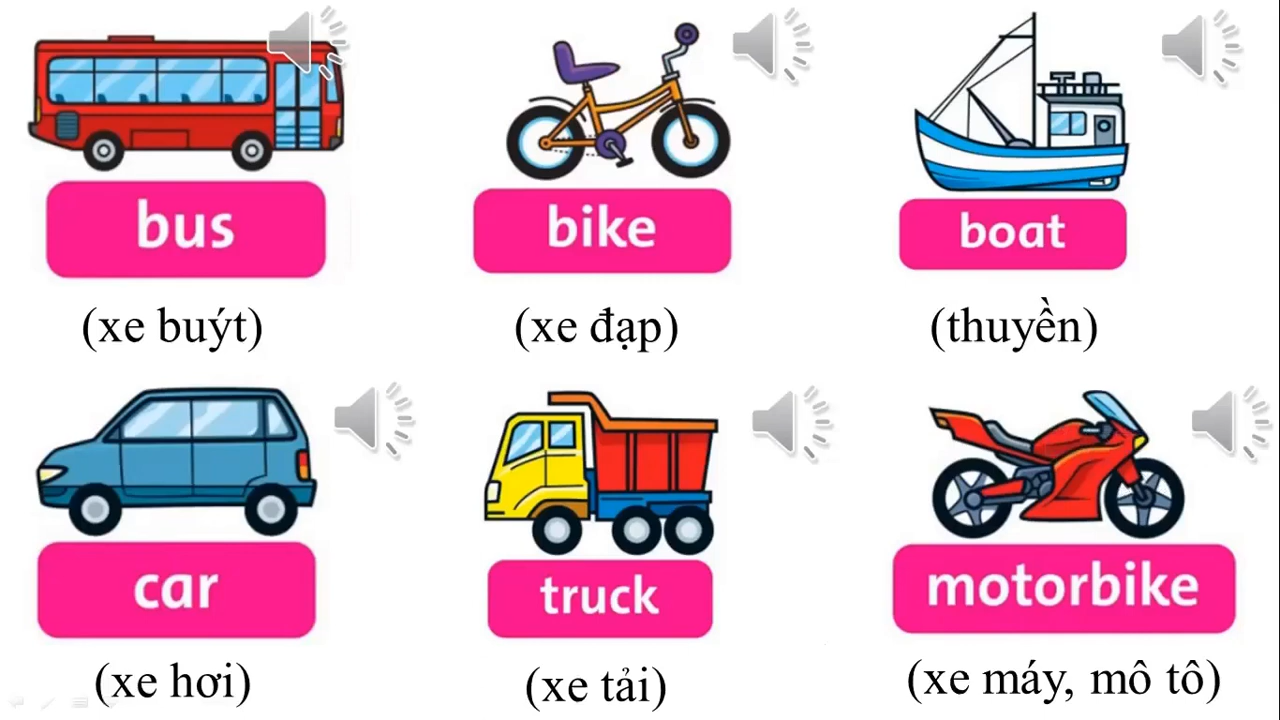 bus
bike
boat
(xe buýt)
(xe đạp)
(thuyền)
car
truck
motorbike
(xe hơi)
(xe tải)
(xe máy, mô tô)